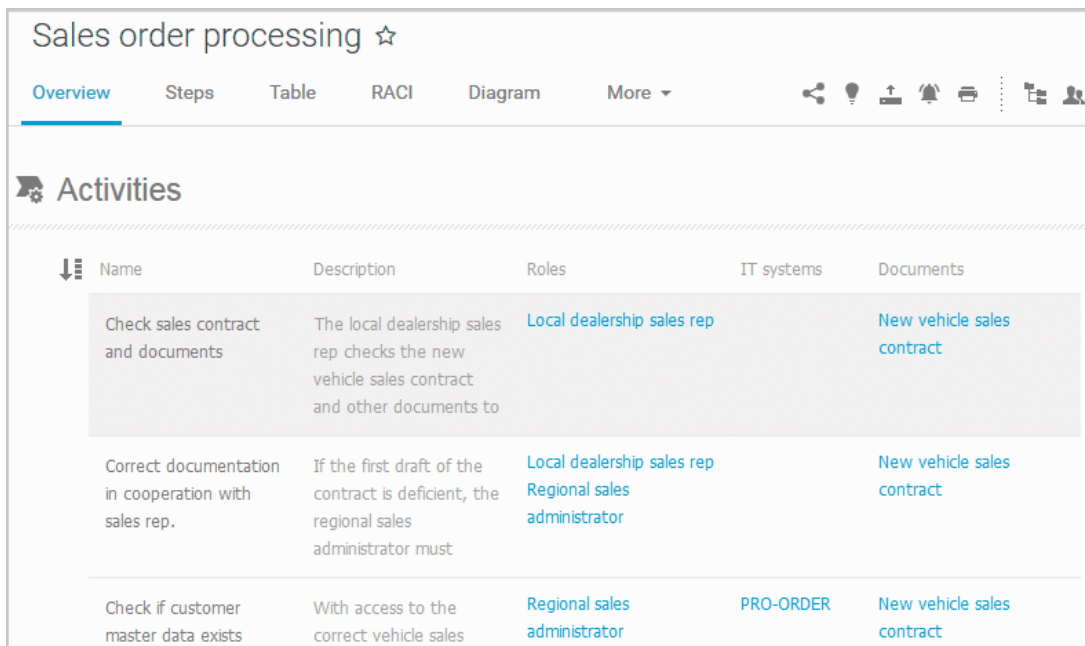 Sales order processing
Overview Steps Table RACI Diagram More
Activities
Name Description Roles IT systems Documents
Check sales contract
and documents
The local dealership sales
rep checks the new
vehicle sales contract
and other documents to
Local dealership sales rep
New vehicle sales
contract
Correct documentation
in cooperation with
sales rep.
If the first draft of the
contract is deficient, the
regional sales
administrator must
Local dealership sales rep
Regional sales
administrator
New vehicle sales
contract
Check if customer
master data exists
With access to the
correct vehicle sales
Regional sales
administrator
PRO-ORDER
New vehicle sales
contract